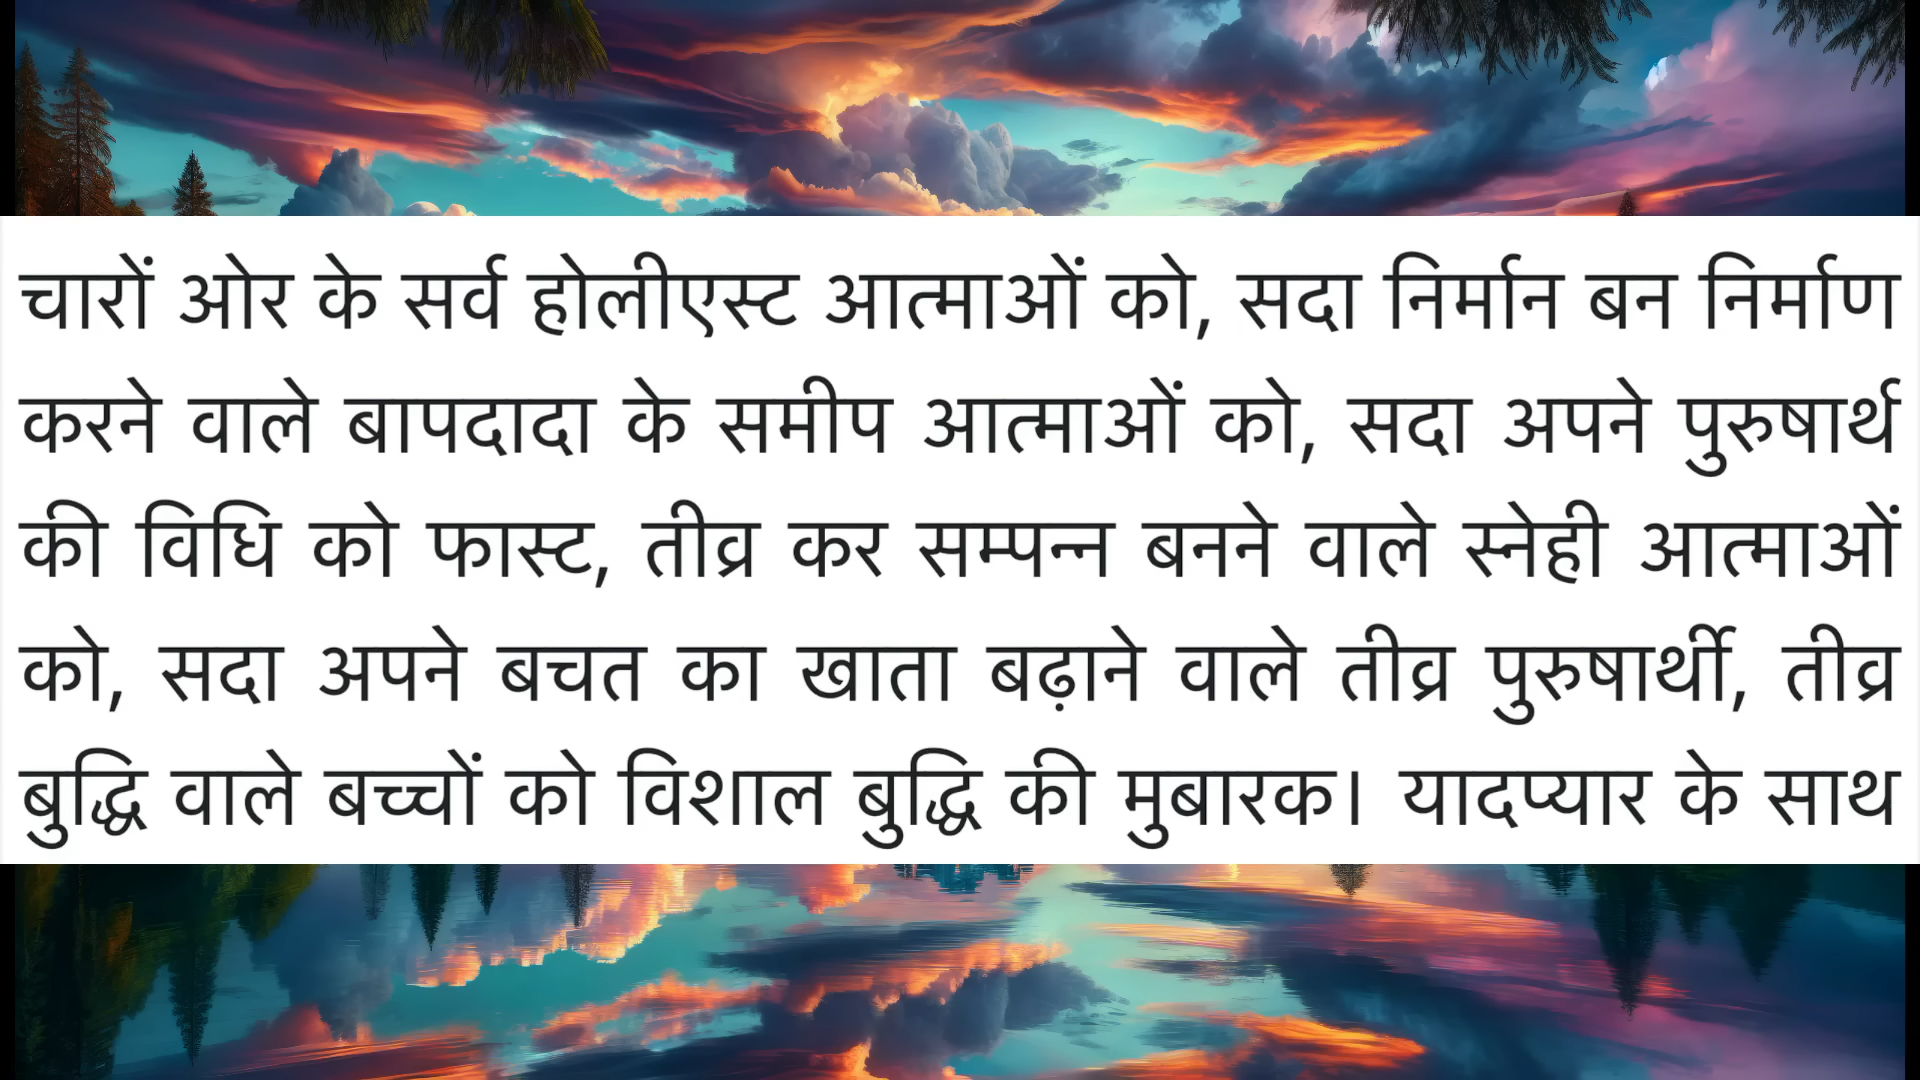 चारों ओर के सर्व होलीएस्ट आत्माओं को, सदा निर्मान बन निर्माण
करने वाले बापदादा के समीप आत्माओं को, सदा अपने पुरुषार्थ
की विधि को फास्ट, तीव्र कर सम्पन्न बनने वाले स्नेही आत्माओं
को, सदा अपने बचत का खाता बढ़ाने वाले तीव्र पुरुषार्थी, तीव्र
बुद्धि वाले बच्चों को विशाल बुद्धि की मुबारक। यादप्यार के साथ